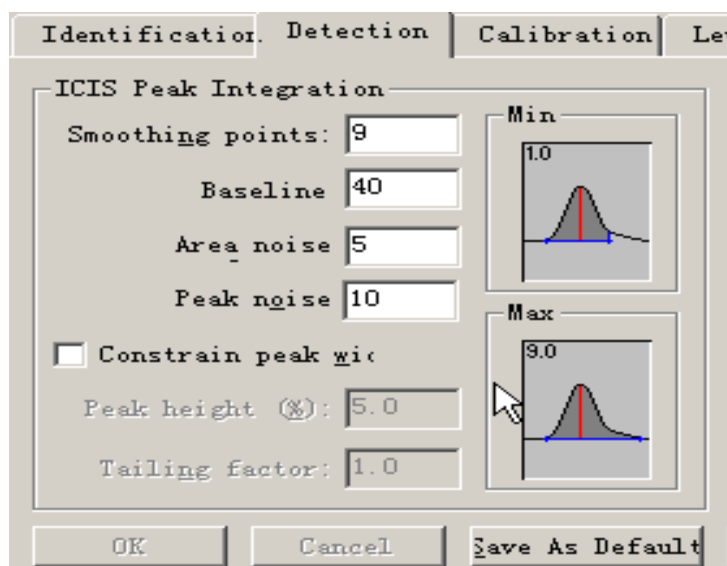 Identification Detection Calibration Le
ICIS Peak Integration
Smoothing points: 9
Baseline 40
Area noise 5
Peak noise 10
Constrain peak wi
Peak height (%): 5.0
Tailing factor: 1.0
Min
1.0
Max
9.0
OK Cancel Save As Default